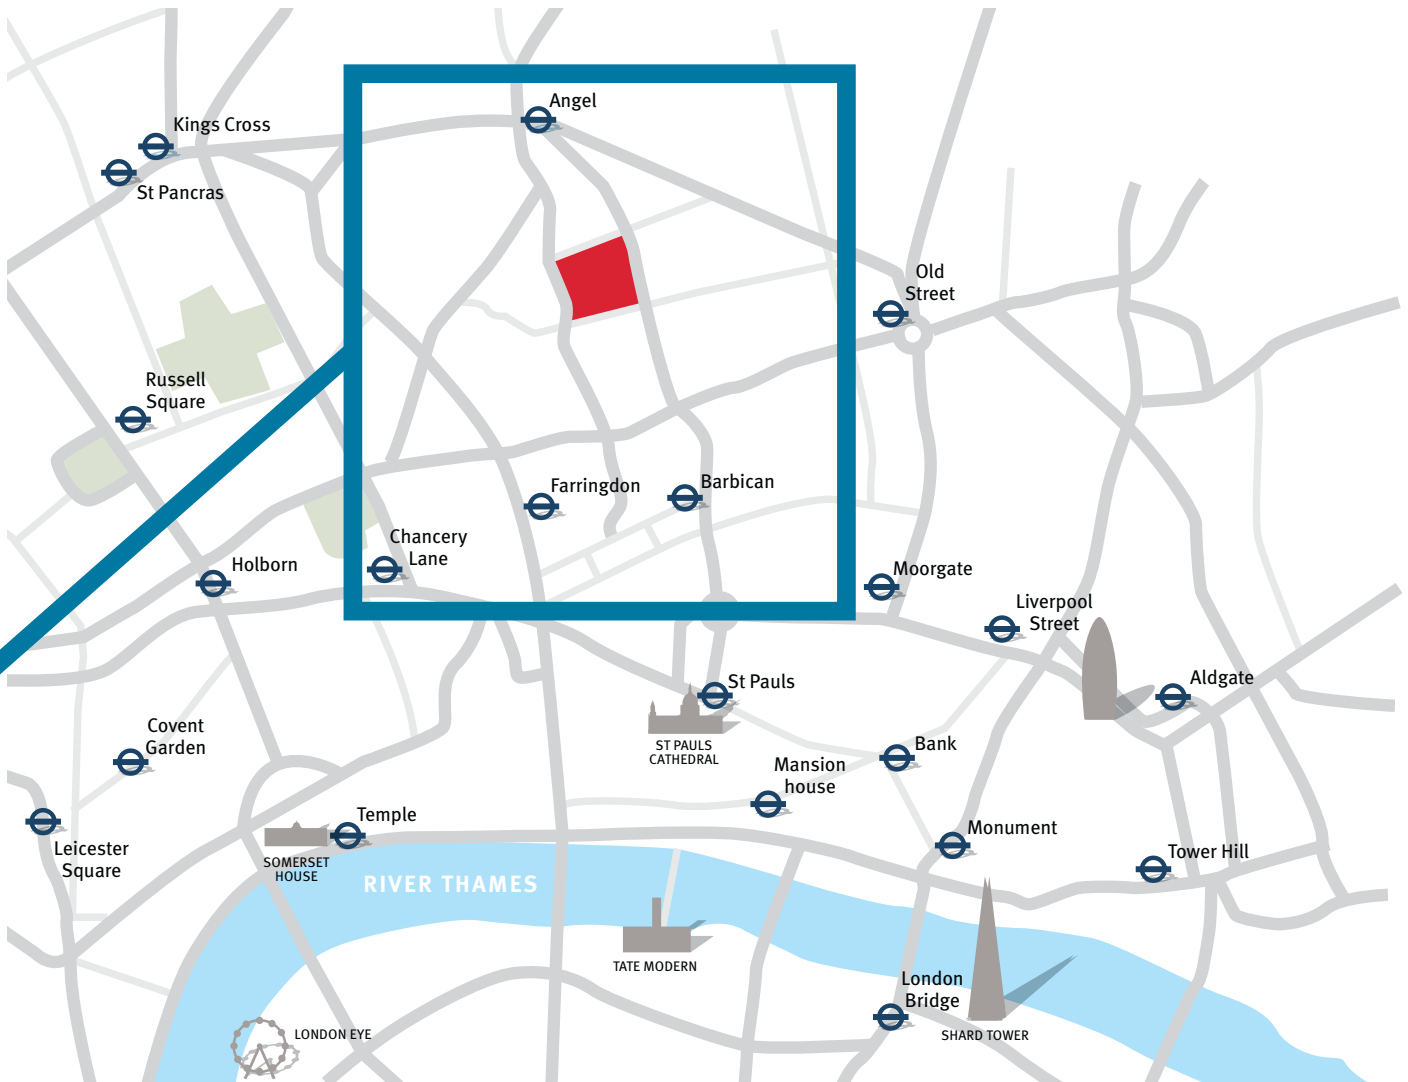 Angel
Kings Cross
St Pancras
Old
Street
Russell
Square
Farringdon
Barbican
Chancery
Lane
Holborn
Moorgate
Liverpool
Street
St Pauls
Aldgate
Covent
Garden
ST PAULS
CATHEDRAL
Bank
Mansion
house
Temple
Monument
Leicester
Square
SOMERSET
HOUSE
Tower Hill
RIVER THAMES
TATE MODERN
London
Bridge
LONDON EYE
SHARD TOWER